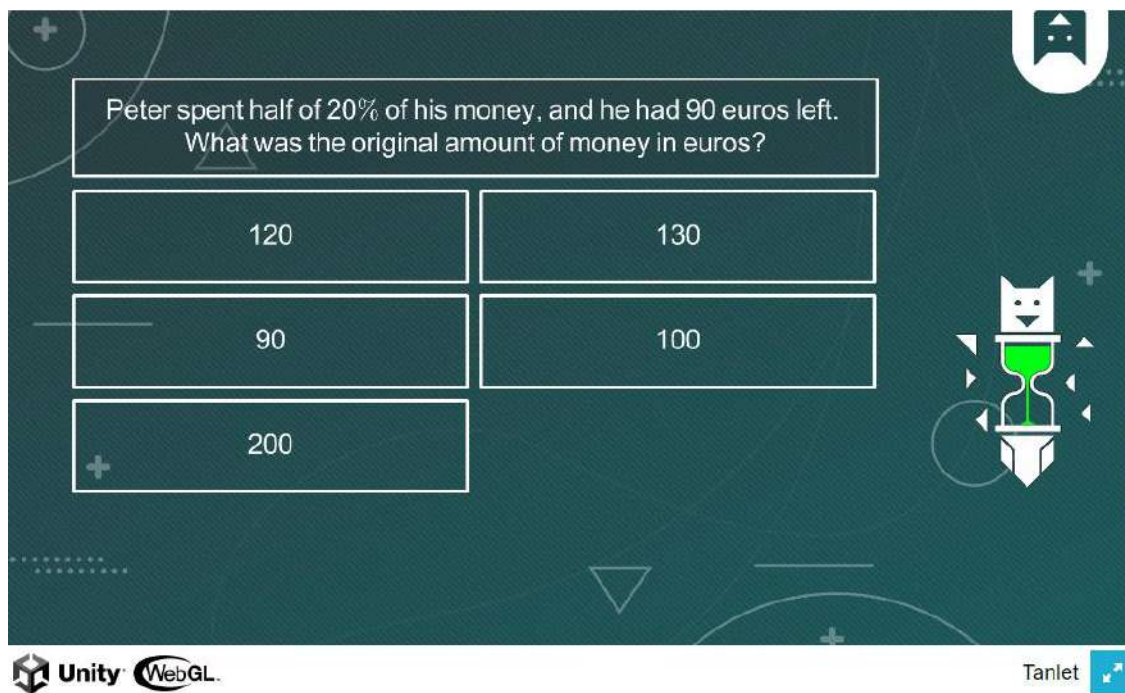 Peter spent half of 20% of his money, and he had 90 euros left.
What was the original amount of money in euros?
120
130
90
100
200
Unity WebGL.
Tanlet